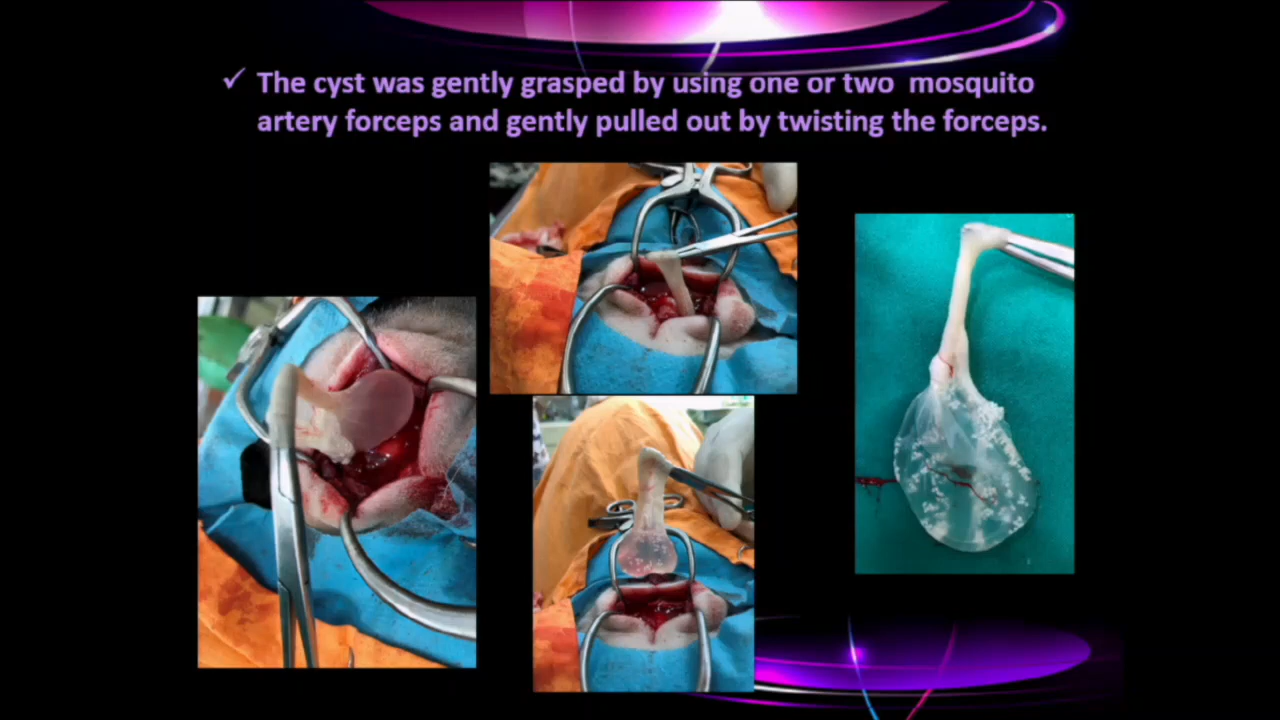 ✓ The cyst was gently grasped by using one or two mosquito
artery forceps and gently pulled out by twisting the forceps.